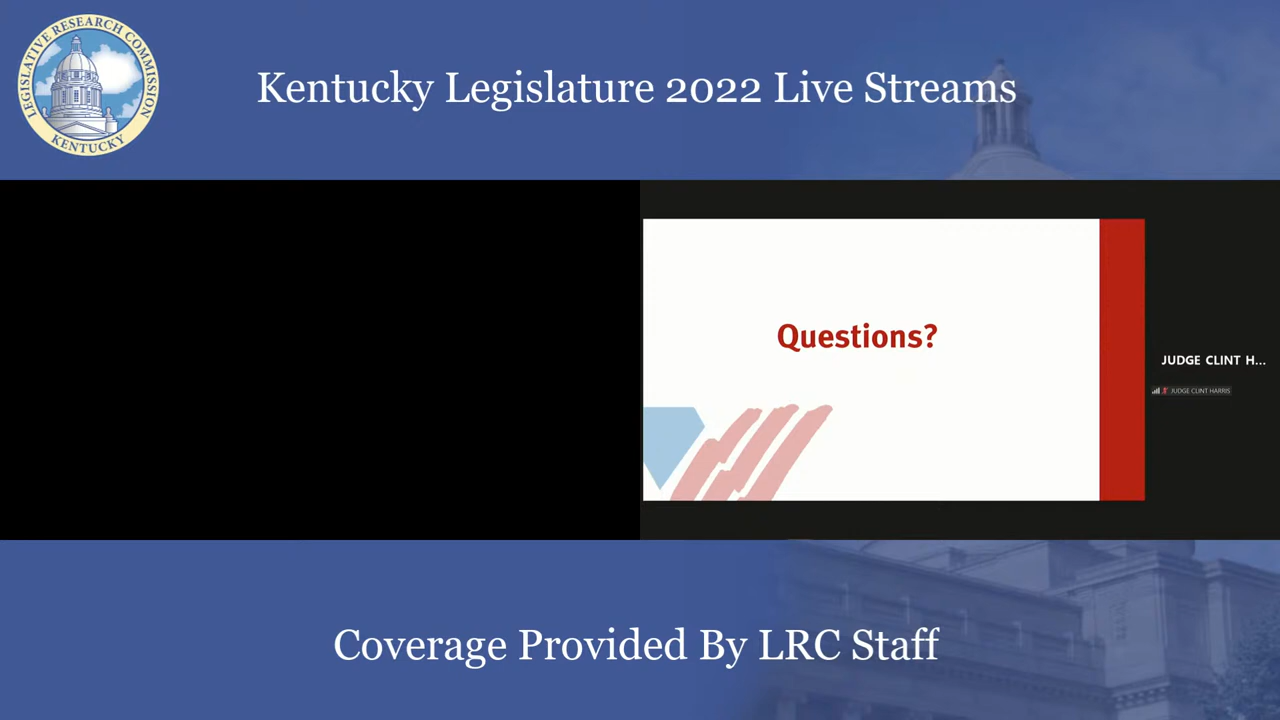 LEGISLATIVE RESEARCH COMMISSION
KENTUCKY
Kentucky Legislature 2022 Live Streams
Questions?
JUDGE CLINT H...
JUDGE CLINT HARRIS
Coverage Provided By LRC Staff